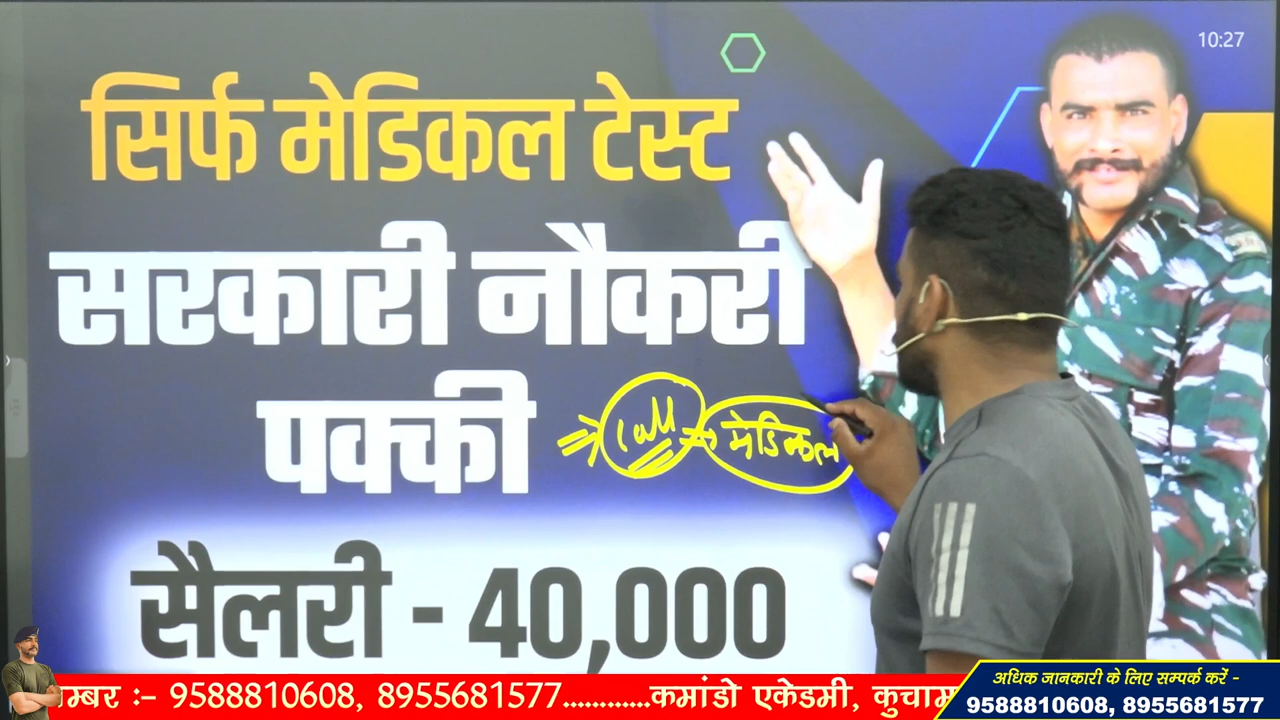 10:27
सिर्फ मेडिकल टेस्ट
सरकारी नौकरी
पक्की
मेडिकल
सैलरी - 40,000
म्बर :- 9588810608, 8955681577............कमांडो एकेडमी, कुचाम
अधिक जानकारी के लिए सम्पर्क करें -
9588810608, 8955681577